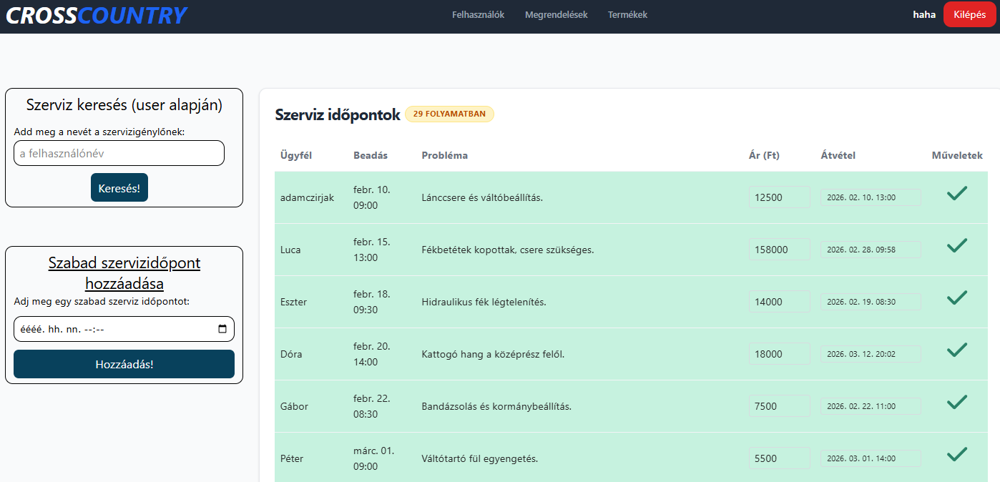 CROSSCOUNTRY
Felhasználók Megrendelések Termékek
haha Kilépés
Szerviz keresés (user alapján)
Add meg a nevét a szervizigénylőnek:
a felhasználónév
Keresés!
Szabad szervizidőpont
hozzáadása
Adj meg egy szabad szerviz időpontot:
éééé. hh. nn. --:--
Hozzáadás!
Szerviz időpontok 29 FOLYAMATBAN
Ügyfél Beadás Probléma Ár (Ft) Átvétel Műveletek
adamczirjak febr. 10. 09:00 Lánccsere és váltóbeállítás. 12500 2026. 02. 10. 13:00
Luca febr. 15. 13:00 Fékbetétek kopottak, csere szükséges. 158000 2026. 02. 28. 09:58
Eszter febr. 18. 09:30 Hidraulikus fék légtelenítés. 14000 2026. 02. 19. 08:30
Dóra febr. 20. 14:00 Kattogó hang a középrész felől. 18000 2026. 03. 12. 20:02
Gábor febr. 22. 08:30 Bandázsolás és kormánybeállítás. 7500 2026. 02. 22. 11:00
Péter márc. 01. 09:00 Váltótartó fül egyengetés. 5500 2026. 03. 01. 14:00